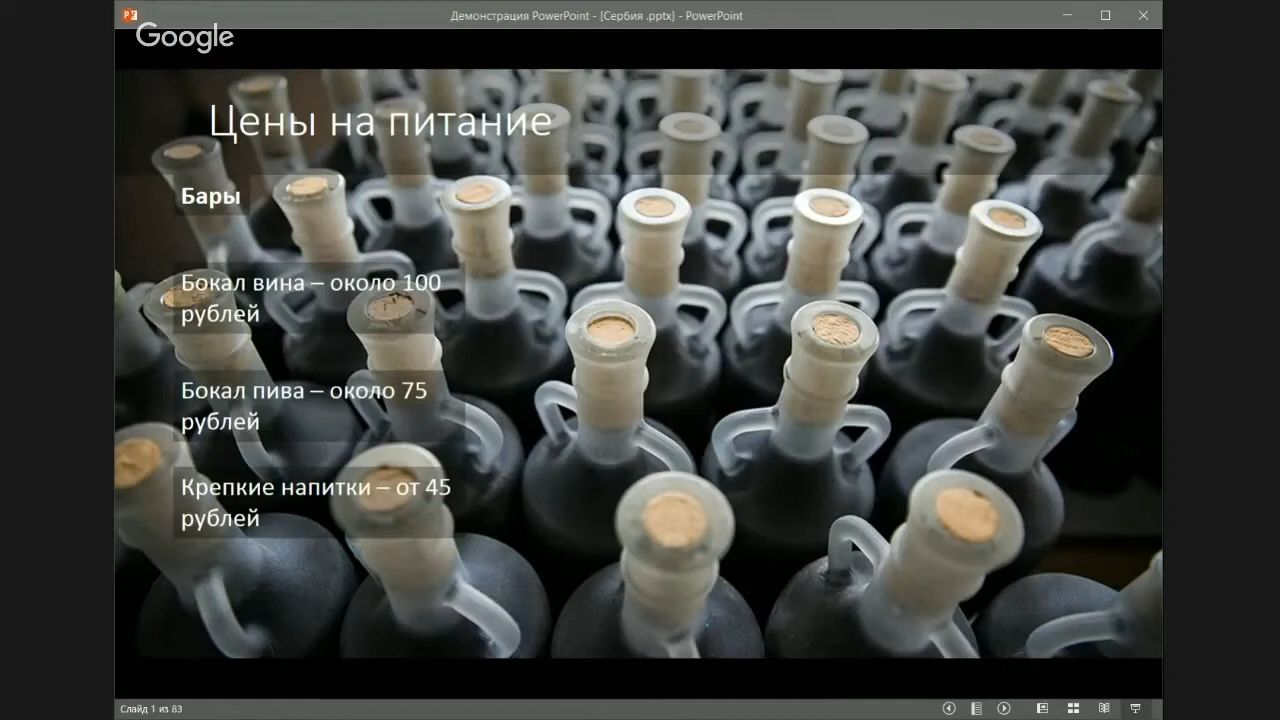 Демонстрация PowerPoint - [Сербия .pptx] - PowerPoint
Google
Цены на питание
Бары
Бокал вина – около 100
рублей
Бокал пива – около 75
рублей
Крепкие напитки – от 45
рублей
Слайд 1 из 83